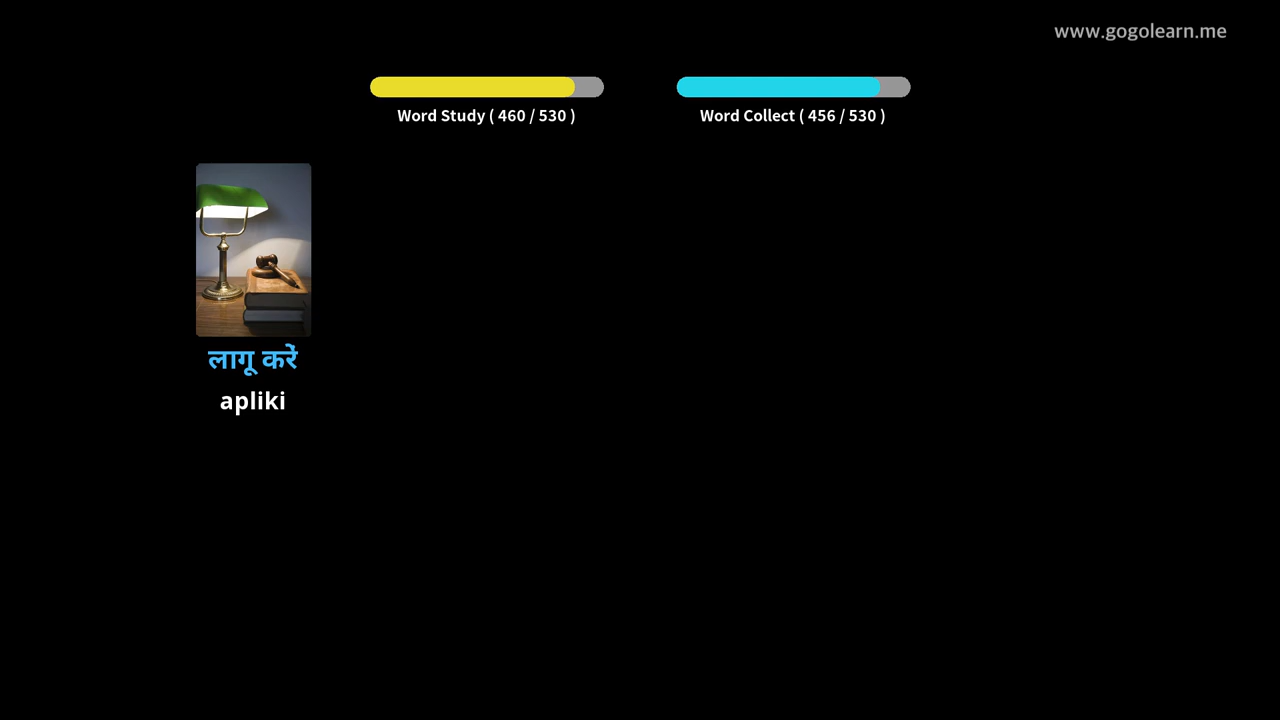 www.gogolearn.me
Word Study ( 460 / 530 )
Word Collect ( 456 / 530 )
लागू करें
apliki